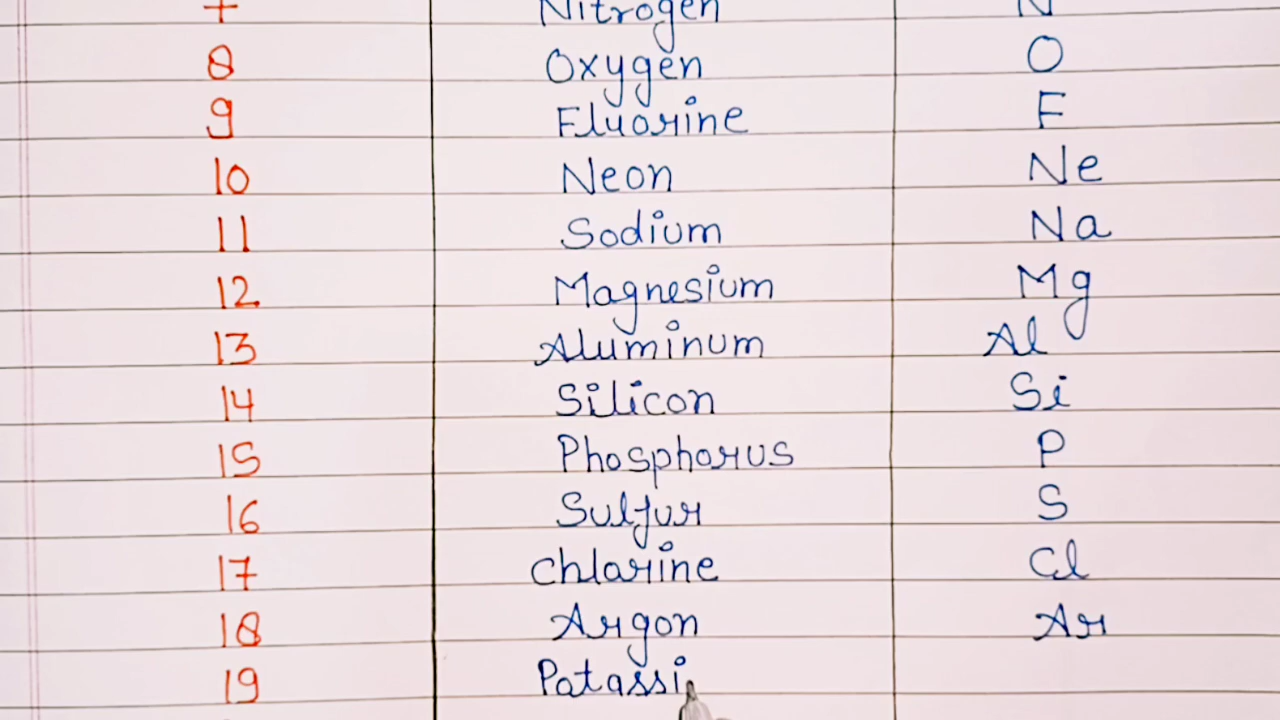 7 Nitrogen N
8 Oxygen O
9 Fluorine F
10 Neon Ne
11 Sodium Na
12 Magnesium Mg
13 Aluminum Al
14 Silicon Si
15 Phosphorus P
16 Sulfur S
17 Chlarine Cl
18 Argon Ar
19 Patassi